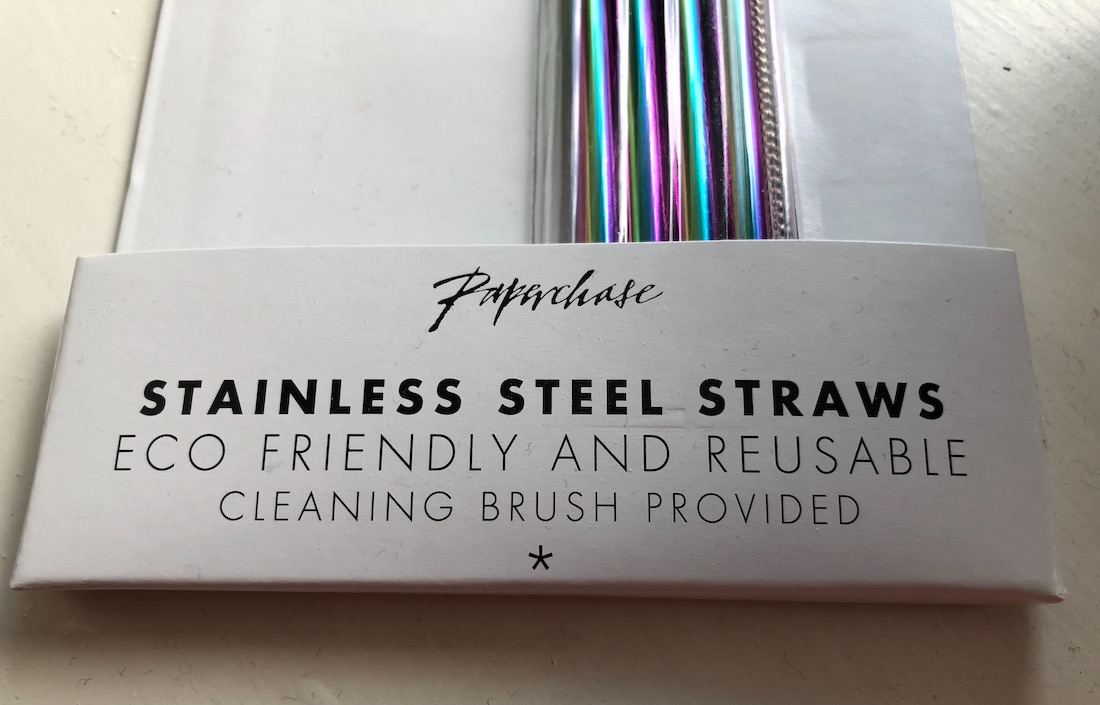 Paperchase
STAINLESS STEEL STRAWS
ECO FRIENDLY AND REUSABLE
CLEANING BRUSH PROVIDED
*